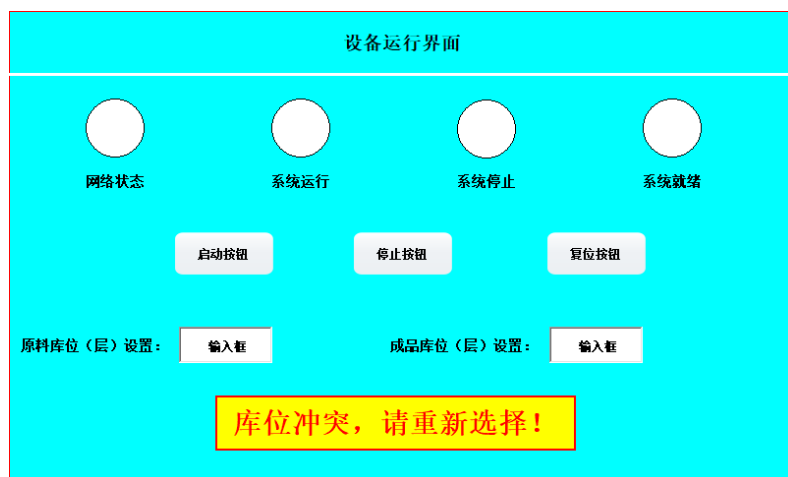 设备运行界面
网络状态 系统运行 系统停止 系统就绪
启动按钮 停止按钮 复位按钮
原料库位（层）设置： 输入框 成品库位（层）设置： 输入框
库位冲突，请重新选择！